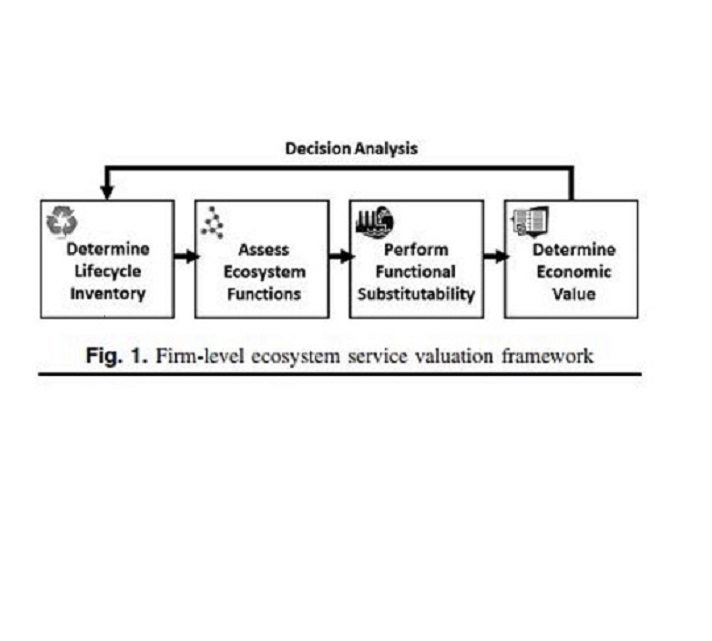 Decision Analysis
Determine
Lifecycle
Inventory
Assess
Ecosystem
Functions
Perform
Functional
Substitutability
Determine
Economic
Value
Fig. 1. Firm-level ecosystem service valuation framework